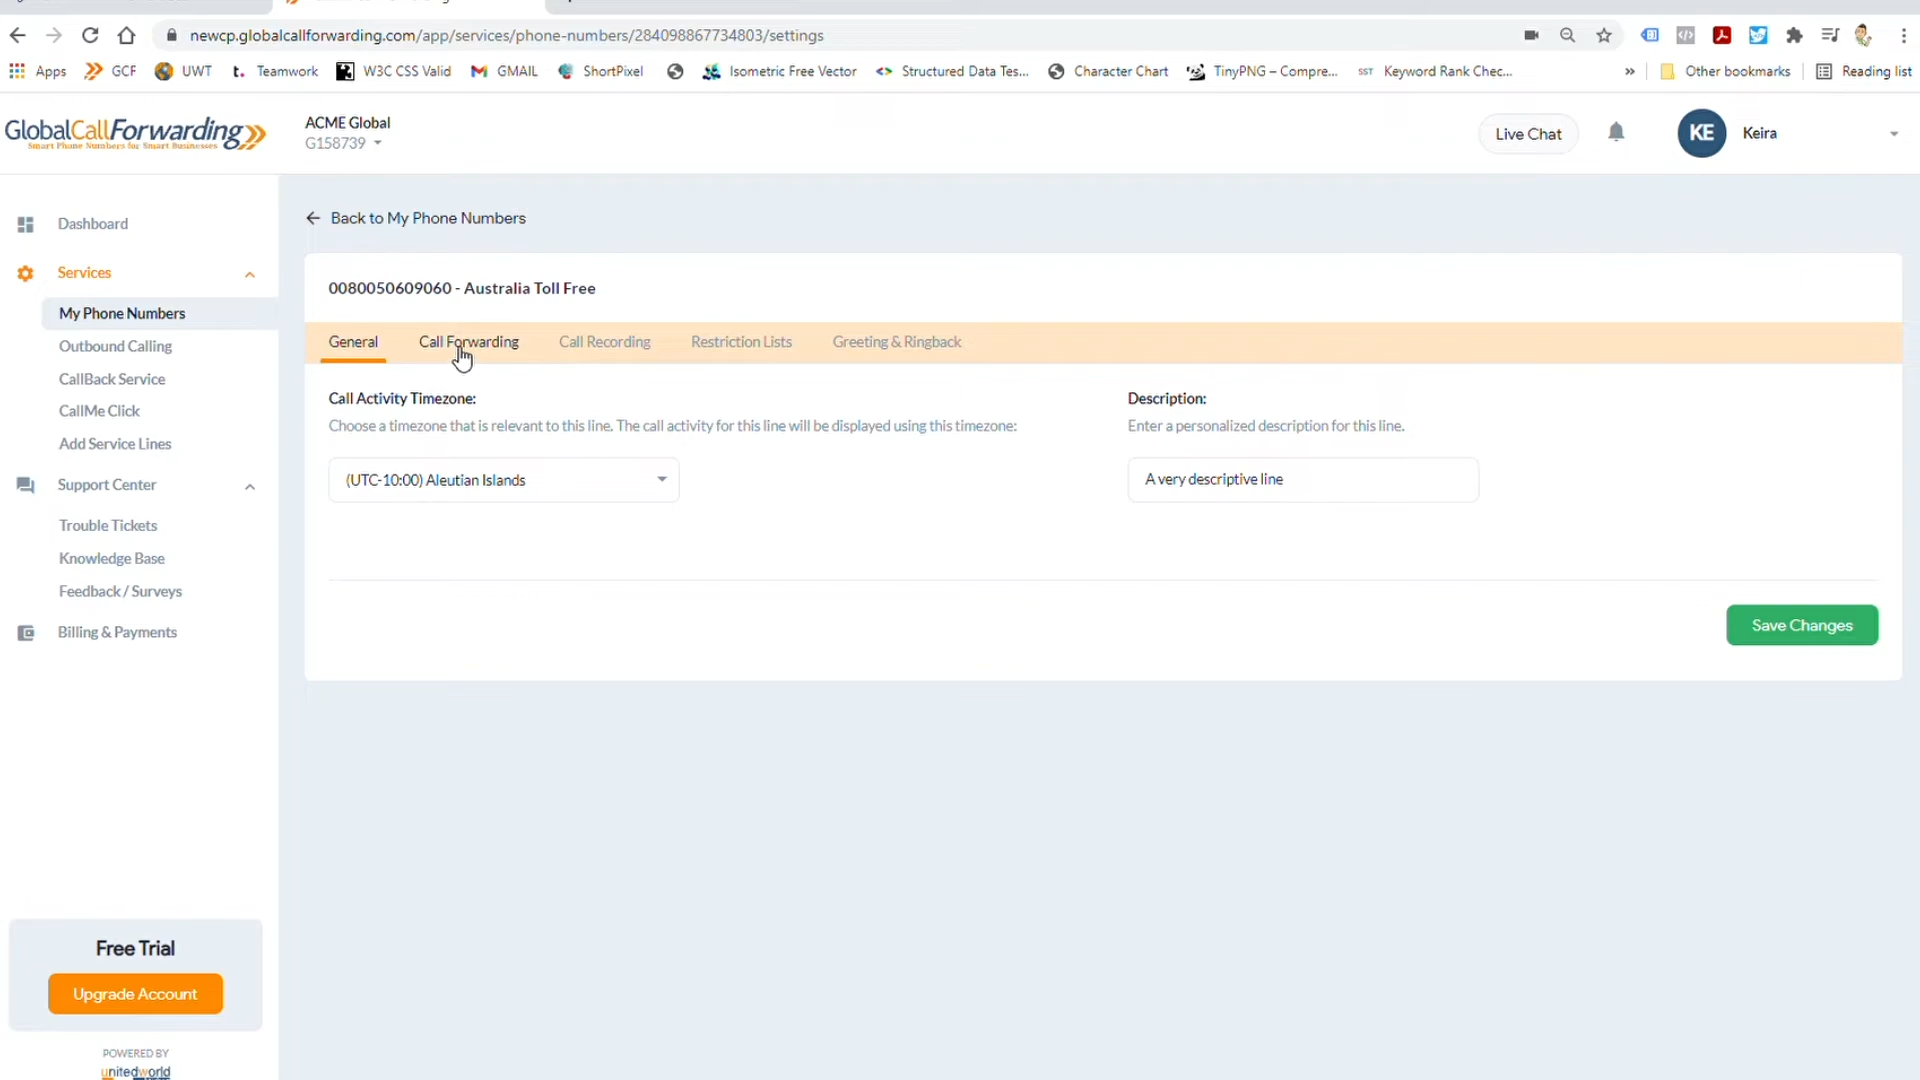 newcp.globalcallforwarding.com/app/services/phone-numbers/284098867734803/settings
Apps GCF UWT t. Teamwork W3C CSS Valid GMAIL ShortPixel Isometric Free Vector <> Structured Data Tes... Character Chart TinyPNG – Compre... SST Keyword Rank Chec... » Other bookmarks Reading list
GlobalCallForwarding
Smart Phone Numbers for Smart Businesses
ACME Global
G158739
Live Chat
KE
Keira
Dashboard
Services
My Phone Numbers
Outbound Calling
CallBack Service
CallMe Click
Add Service Lines
Support Center
Trouble Tickets
Knowledge Base
Feedback / Surveys
Billing & Payments
Free Trial
Upgrade Account
POWERED BY
unitedworld
Back to My Phone Numbers
0080050609060 - Australia Toll Free
General Call Forwarding Call Recording Restriction Lists Greeting & Ringback
Call Activity Timezone:
Choose a timezone that is relevant to this line. The call activity for this line will be displayed using this timezone:
(UTC-10:00) Aleutian Islands
Description:
Enter a personalized description for this line.
A very descriptive line
Save Changes